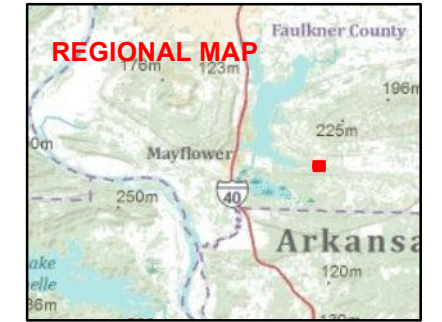 Faulkner County
REGIONAL MAP
176m
123m
196m
225m
0m
Mayflower
250m
40
Arkansa
ake
elle
120m
36m